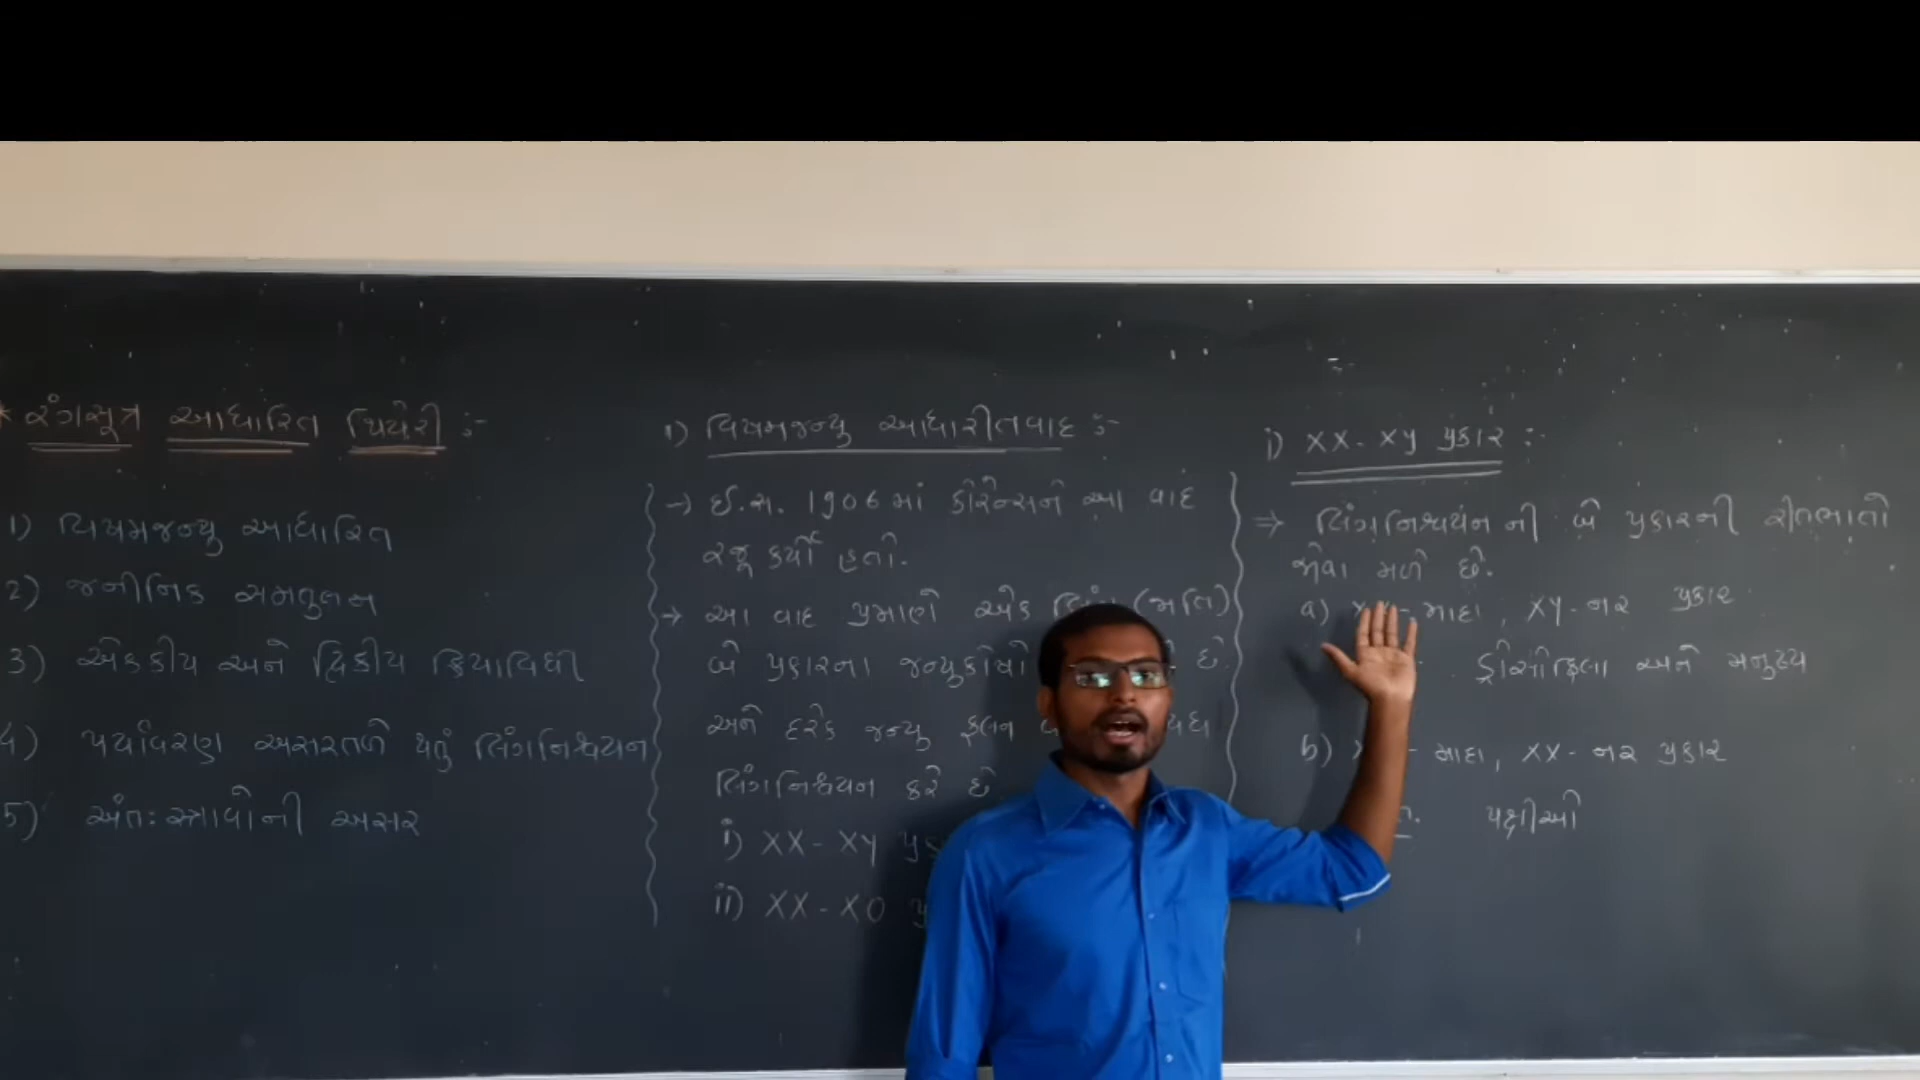 * રંગસૂત્ર આધારિત થિયેરી :-
1) વિષમજન્યુ આધારિત
2) જનીનિક સમતુલન
3) એકકીય અને દ્વિકીય ક્રિયાવિધી
4) પર્યાવરણ અસરતળે થતું લિંગનિશ્ચયન
5) અંતઃસ્ત્રાવોની અસર
1) વિષમજન્યુ આધારીતવાદ :-
→ ઈ.સ. 1906 માં કોરેન્સને આ વાદ
રજૂ કર્યો હતો.
→ આ વાદ પ્રમાણે એક લિંગ (જાતિ)
બે પ્રકારના જન્યુકોષો છે.
અને દરેક જન્યુ ફલન
લિંગનિશ્ચયન કરે છે
i) XX - XY
ii) XX - XO
i) XX - XY પ્રકાર :-
⇒ લિંગનિશ્ચયનની બે પ્રકારની રીતભાતો
જોવા મળે છે.
a) માદા, XY - નર પ્રકાર
ડ્રોસોફિલા અને મનુષ્ય
b) માદા, XX - નર પ્રકાર
પક્ષીઓ